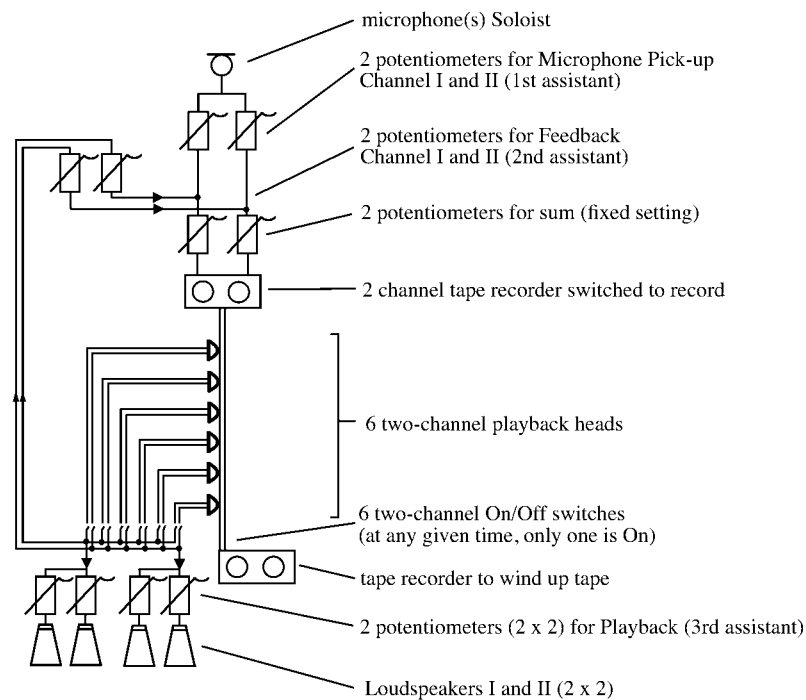 microphone(s) Soloist
2 potentiometers for Microphone Pick-up
Channel I and II (1st assistant)
2 potentiometers for Feedback
Channel I and II (2nd assistant)
2 potentiometers for sum (fixed setting)
2 channel tape recorder switched to record
6 two-channel playback heads
6 two-channel On/Off switches
(at any given time, only one is On)
tape recorder to wind up tape
2 potentiometers (2 x 2) for Playback (3rd assistant)
Loudspeakers I and II (2 x 2)